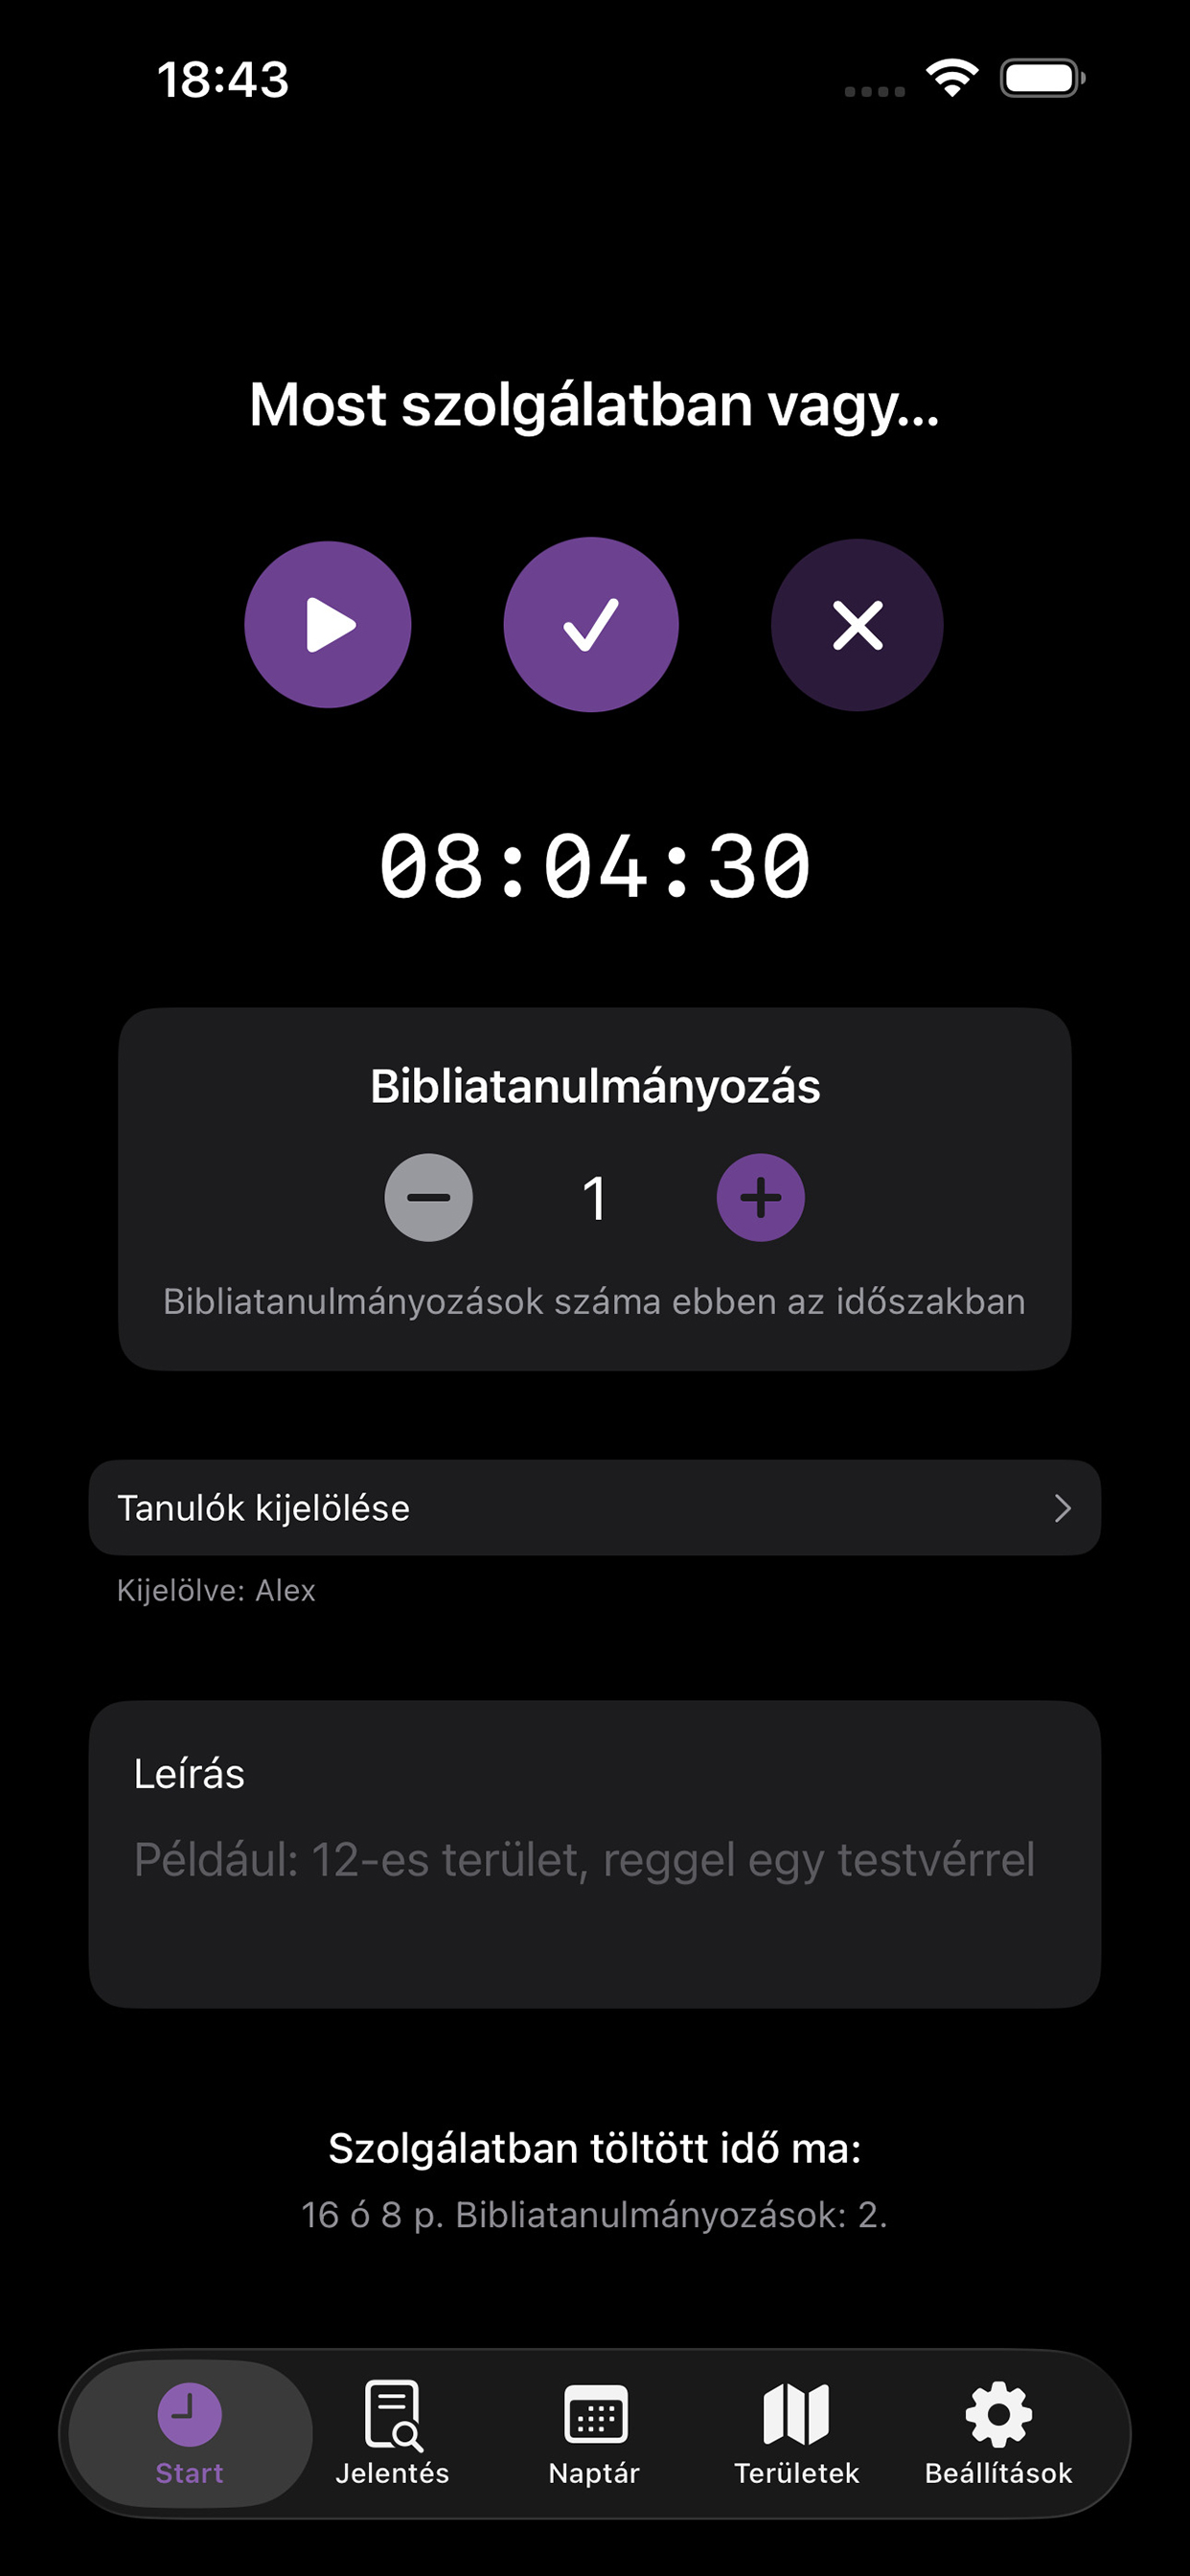 18:43
Most szolgálatban vagy...
08:04:30
Bibliatanulmányozás
1
Bibliatanulmányozások száma ebben az időszakban
Tanulók kijelölése
Kijelölve: Alex
Leírás
Például: 12-es terület, reggel egy testvérrel
Szolgálatban töltött idő ma:
16 ó 8 p. Bibliatanulmányozások: 2.
Start Jelentés Naptár Területek Beállítások